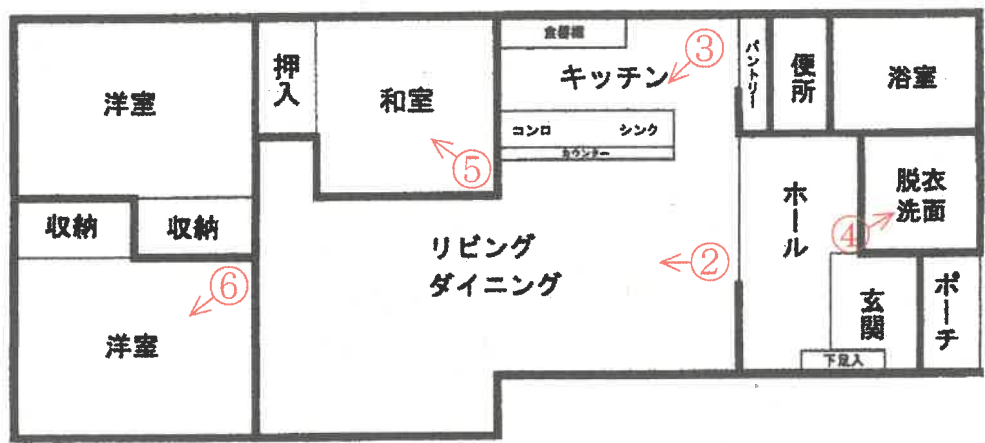 洋室
押入
和室
食器棚
キッチン
③
パントリー
便所
浴室
コンロ
シンク
カウンター
⑤
収納
収納
リビング
ダイニング
②
ホール
④
脱衣
洗面
⑥
洋室
玄関
下足入
ポーチ